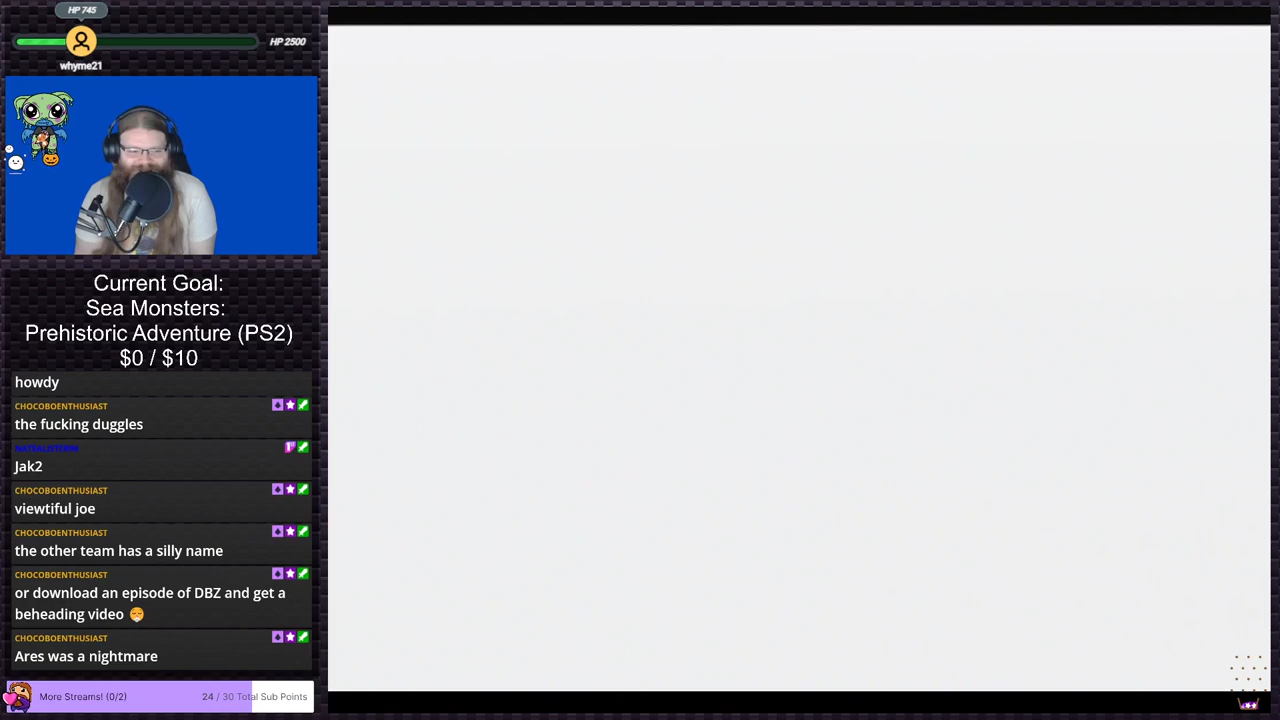 HP 745
HP 2500
whyme21
Current Goal:
Sea Monsters:
Prehistoric Adventure (PS2)
$0 / $10
howdy
CHOCOBOENTHUSIAST
the fucking duggles
Jak2
CHOCOBOENTHUSIAST
viewtiful joe
CHOCOBOENTHUSIAST
the other team has a silly name
CHOCOBOENTHUSIAST
or download an episode of DBZ and get a
beheading video 😁
CHOCOBOENTHUSIAST
Ares was a nightmare
More Streams! (0/2)
24 / 30 Total Sub Points